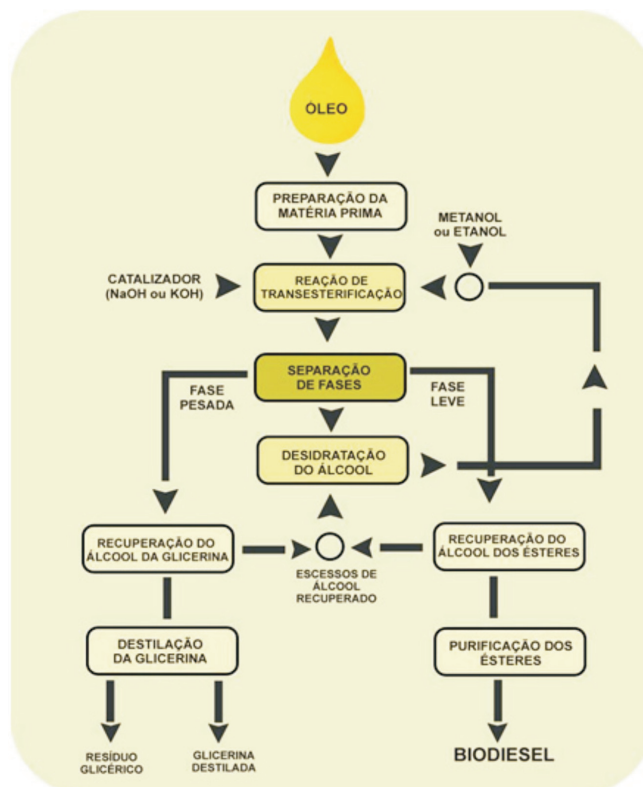 ÓLEO
PREPARAÇÃO DA
MATÉRIA PRIMA
METANOL
ou ETANOL
CATALIZADOR
(NaOH ou KOH)
REAÇÃO DE
TRANSESTERIFICAÇÃO
SEPARAÇÃO
DE FASES
FASE
PESADA
FASE
LEVE
DESIDRATAÇÃO
DO ÁLCOOL
RECUPERAÇÃO DO
ÁLCOOL DA GLICERINA
ESCESSOS DE
ÁLCOOL
RECUPERADO
RECUPERAÇÃO DO
ÁLCOOL DOS ÉSTERES
DESTILAÇÃO
DA GLICERINA
PURIFICAÇÃO DOS
ÉSTERES
RESÍDUO
GLICÉRICO
GLICERINA
DESTILADA
BIODIESEL